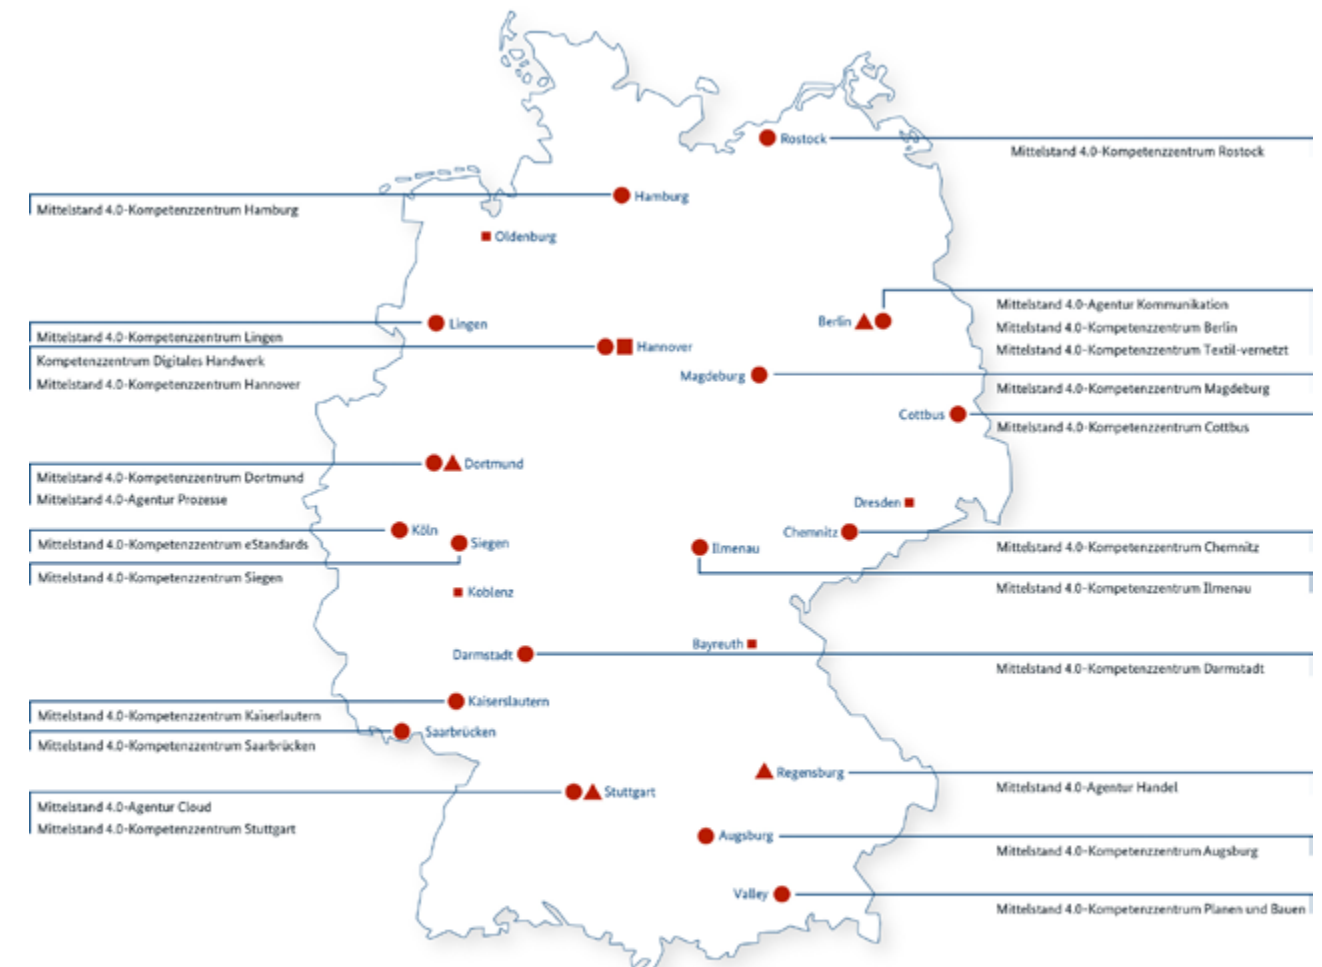 Rostock
Mittelstand 4.0-Kompetenzzentrum Rostock
Hamburg
Mittelstand 4.0-Kompetenzzentrum Hamburg
Oldenburg
Mittelstand 4.0-Agentur Kommunikation
Berlin
Mittelstand 4.0-Kompetenzzentrum Berlin
Mittelstand 4.0-Kompetenzzentrum Textil-vernetzt
Lingen
Mittelstand 4.0-Kompetenzzentrum Lingen
Hannover
Kompetenzzentrum Digitales Handwerk
Mittelstand 4.0-Kompetenzzentrum Hannover
Magdeburg
Mittelstand 4.0-Kompetenzzentrum Magdeburg
Cottbus
Mittelstand 4.0-Kompetenzzentrum Cottbus
Dortmund
Mittelstand 4.0-Kompetenzzentrum Dortmund
Mittelstand 4.0-Agentur Prozesse
Dresden
Köln
Mittelstand 4.0-Kompetenzzentrum eStandards
Siegen
Mittelstand 4.0-Kompetenzzentrum Siegen
Chemnitz
Mittelstand 4.0-Kompetenzzentrum Chemnitz
Ilmenau
Mittelstand 4.0-Kompetenzzentrum Ilmenau
Koblenz
Bayreuth
Darmstadt
Mittelstand 4.0-Kompetenzzentrum Darmstadt
Kaiserslautern
Mittelstand 4.0-Kompetenzzentrum Kaiserlautern
Saarbrücken
Mittelstand 4.0-Kompetenzzentrum Saarbrücken
Regensburg
Mittelstand 4.0-Agentur Handel
Stuttgart
Mittelstand 4.0-Agentur Cloud
Mittelstand 4.0-Kompetenzzentrum Stuttgart
Augsburg
Mittelstand 4.0-Kompetenzzentrum Augsburg
Valley
Mittelstand 4.0-Kompetenzzentrum Planen und Bauen